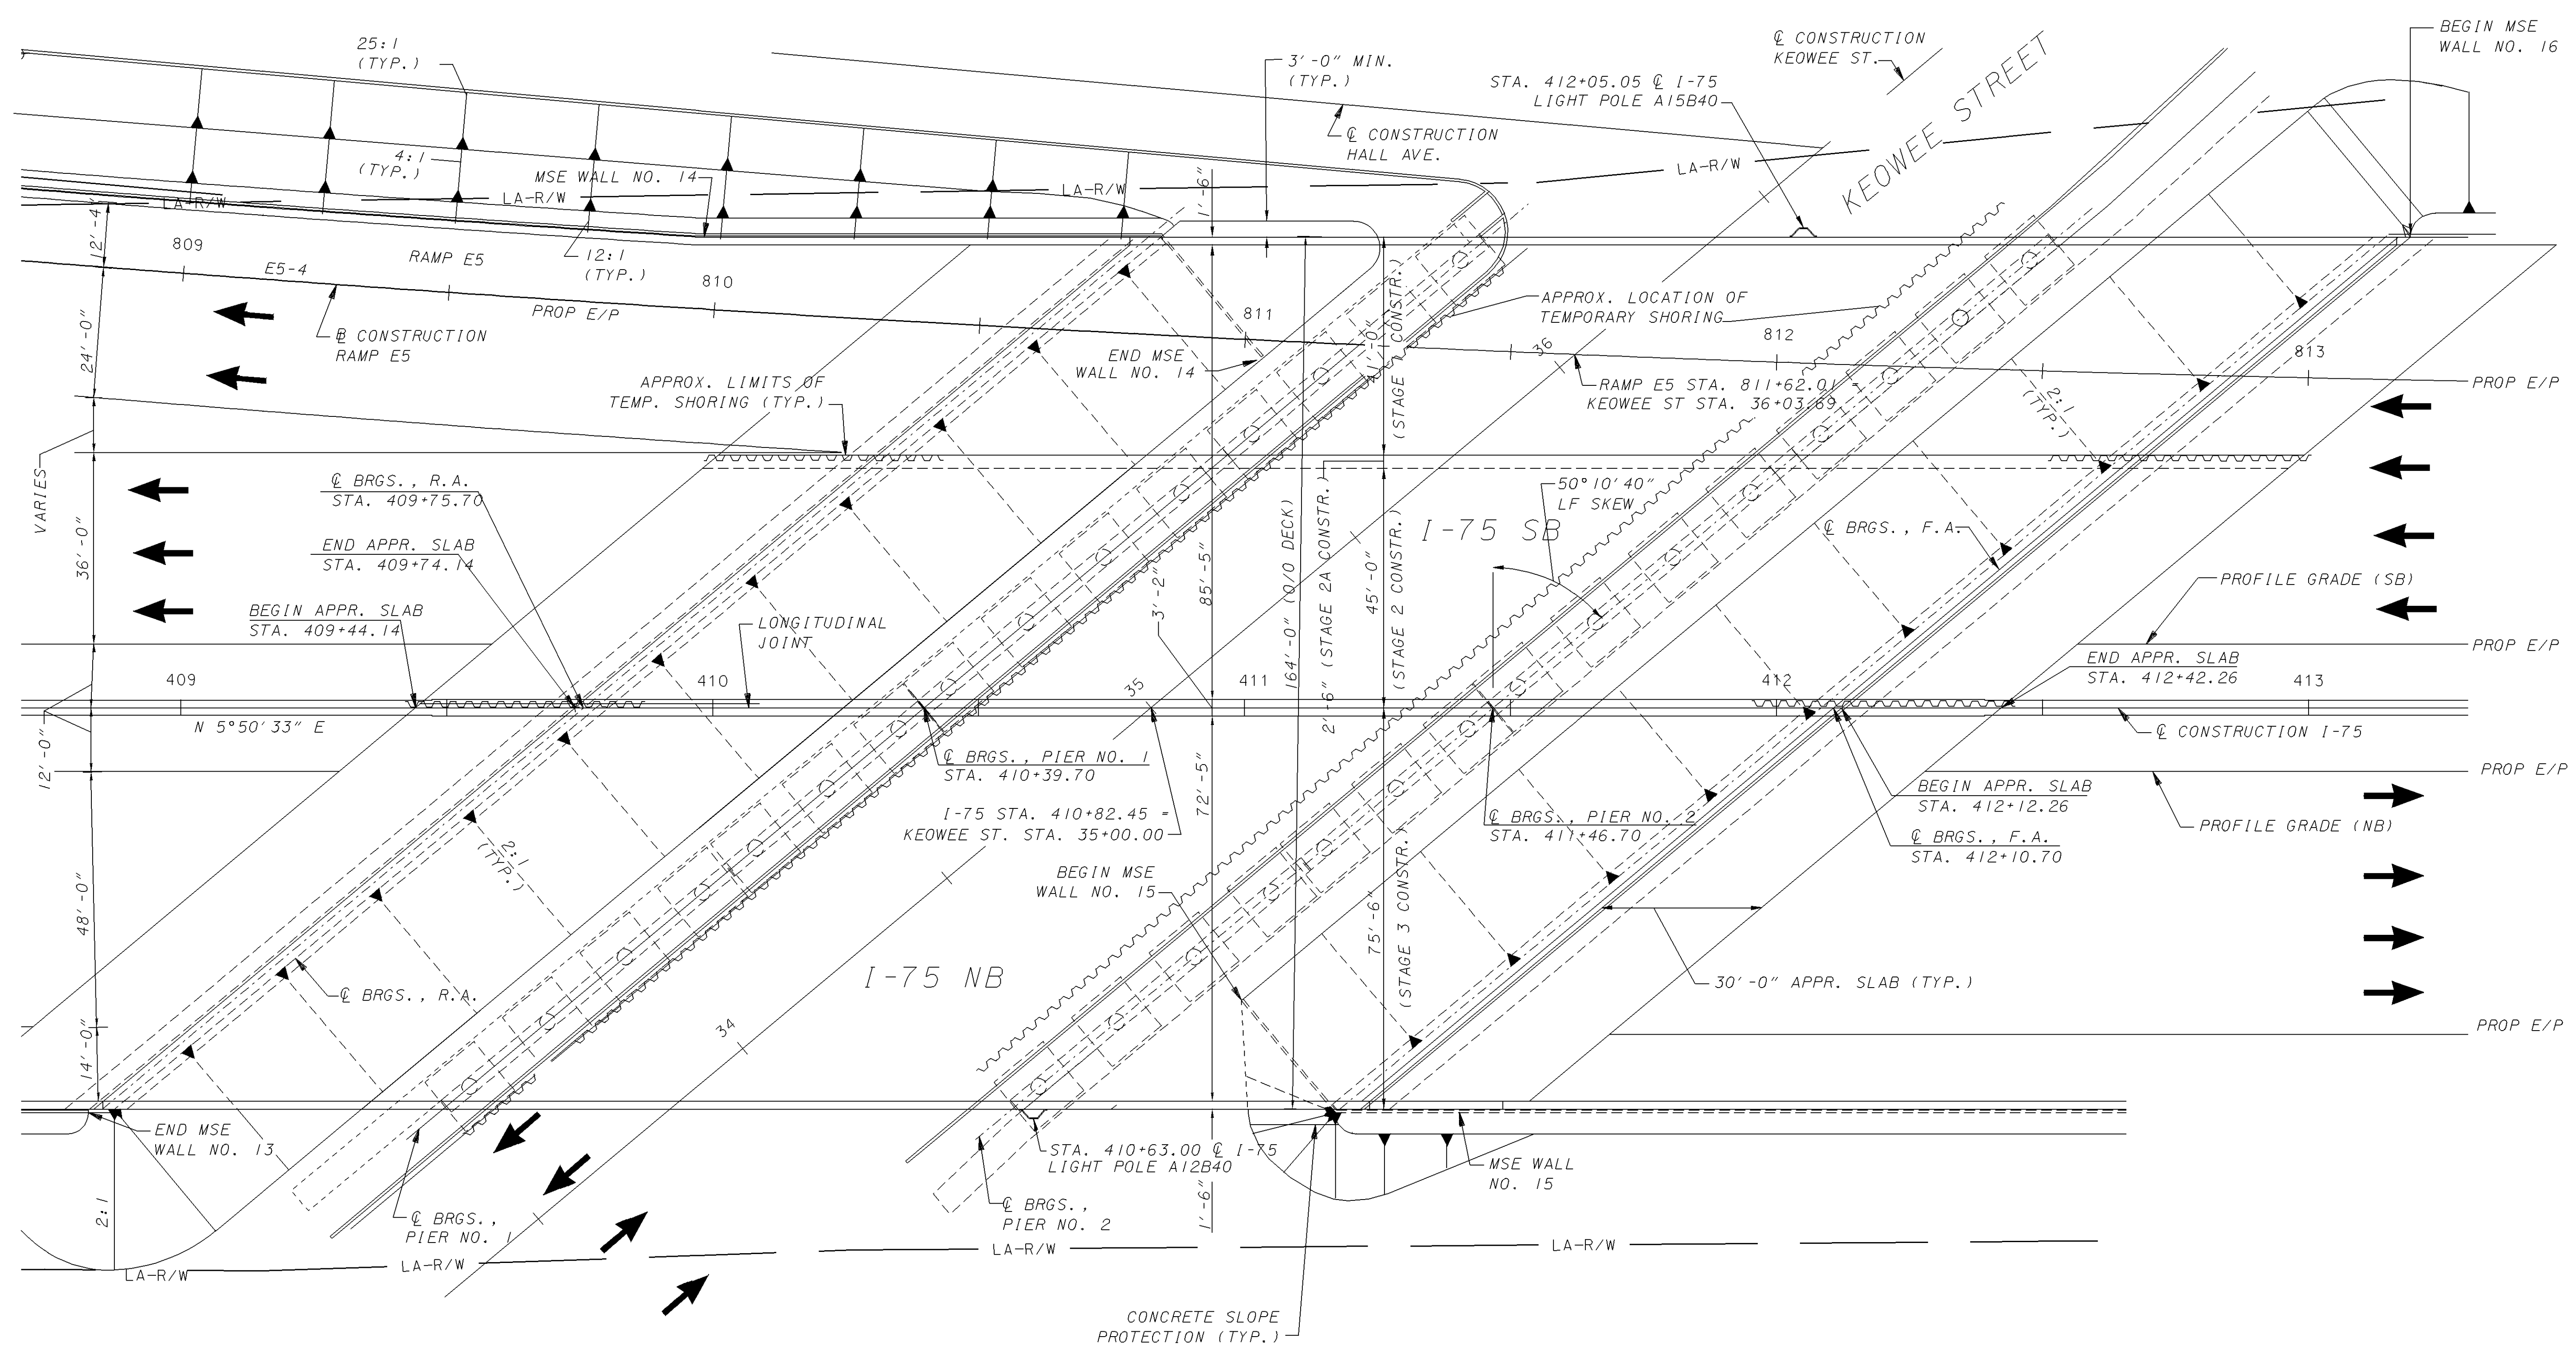 25:1
(TYP.)
4:1
(TYP.)
MSE WALL NO. 14
LA-R/W
LA-R/W
LA-R/W
LA-R/W
12:1
(TYP.)
3'-0" MIN.
(TYP.)
1'-6"
℄ CONSTRUCTION
HALL AVE.
STA. 412+05.05 ℄ I-75
LIGHT POLE A15B40
℄ CONSTRUCTION
KEOWEE ST.
KEOWEE STREET
BEGIN MSE
WALL NO. 16
12'-4"
809
E5-4
RAMP E5
810
PROP E/P
811
812
813
36
B CONSTRUCTION
RAMP E5
24'-0"
END MSE
WALL NO. 14
APPROX. LOCATION OF
TEMPORARY SHORING
APPROX. LIMITS OF
TEMP. SHORING (TYP.)
RAMP E5 STA. 811+62.01 =
KEOWEE ST STA. 36+03.69
2:1
(TYP.)
PROP E/P
41'-0"
(STAGE 1 CONSTR.)
VARIES
36'-0"
℄ BRGS., R.A.
STA. 409+75.70
END APPR. SLAB
STA. 409+74.14
BEGIN APPR. SLAB
STA. 409+44.14
LONGITUDINAL
JOINT
3'-2"
85'-5"
164'-0" (O/O DECK)
2'-6" (STAGE 2A CONSTR.)
45'-0"
(STAGE 2 CONSTR.)
50°10'40"
LF SKEW
I-75 SB
℄ BRGS., F.A.
PROFILE GRADE (SB)
PROP E/P
END APPR. SLAB
STA. 412+42.26
409
410
35
411
412
413
N 5°50'33" E
℄ CONSTRUCTION I-75
12'-0"
℄ BRGS., PIER NO. 1
STA. 410+39.70
I-75 STA. 410+82.45 =
KEOWEE ST. STA. 35+00.00
72'-5"
℄ BRGS., PIER NO. 2
STA. 411+46.70
PROP E/P
BEGIN APPR. SLAB
STA. 412+12.26
PROFILE GRADE (NB)
℄ BRGS., F.A.
STA. 412+10.70
2:1
(TYP.)
BEGIN MSE
WALL NO. 15
75'-6"
(STAGE 3 CONSTR.)
48'-0"
I-75 NB
30'-0" APPR. SLAB (TYP.)
℄ BRGS., R.A.
34
14'-0"
PROP E/P
END MSE
WALL NO. 13
2:1
STA. 410+63.00 ℄ I-75
LIGHT POLE A12B40
MSE WALL
NO. 15
℄ BRGS.,
PIER NO. 1
℄ BRGS.,
PIER NO. 2
1'-6"
LA-R/W
LA-R/W
LA-R/W
LA-R/W
CONCRETE SLOPE
PROTECTION (TYP.)